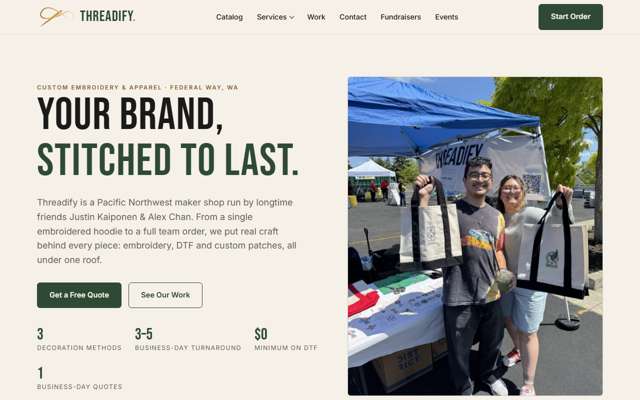 THREADIFY.
Catalog
Services
Work
Contact
Fundraisers
Events
Start Order
CUSTOM EMBROIDERY & APPAREL · FEDERAL WAY, WA
YOUR BRAND,
STITCHED TO LAST.
Threadify is a Pacific Northwest maker shop run by longtime
friends Justin Kaiponen & Alex Chan. From a single
embroidered hoodie to a full team order, we put real craft
behind every piece: embroidery, DTF and custom patches, all
under one roof.
Get a Free Quote
See Our Work
3
DECORATION METHODS
3–5
BUSINESS-DAY TURNAROUND
$0
MINIMUM ON DTF
1
BUSINESS-DAY QUOTES
THREADIFY